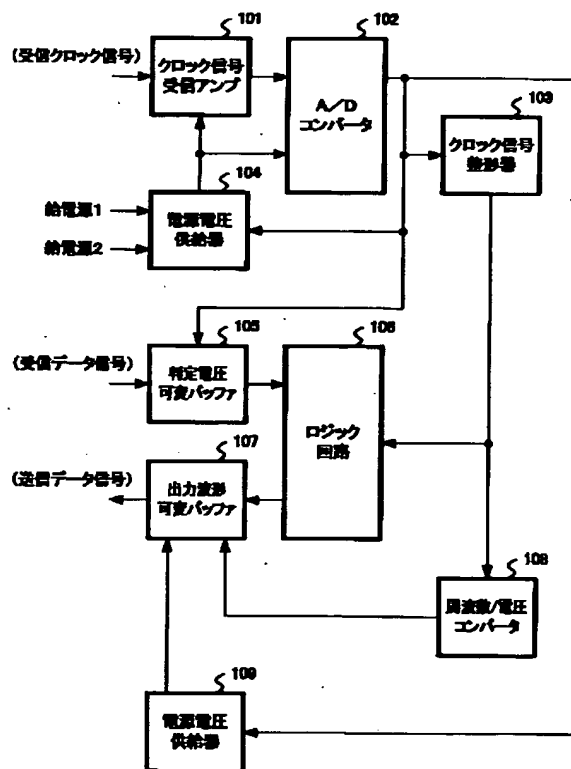 101
102
(受信クロック信号)
クロック信号
受信アンプ
A/D
コンバータ
103
クロック信号
整形器
104
給電源1
給電源2
電源電圧
供給器
105
106
(受信データ信号)
判定電圧
可変バッファ
ロジック
回路
107
(送信データ信号)
出力波形
可変バッファ
108
周波数/電圧
コンバータ
109
電源電圧
供給器